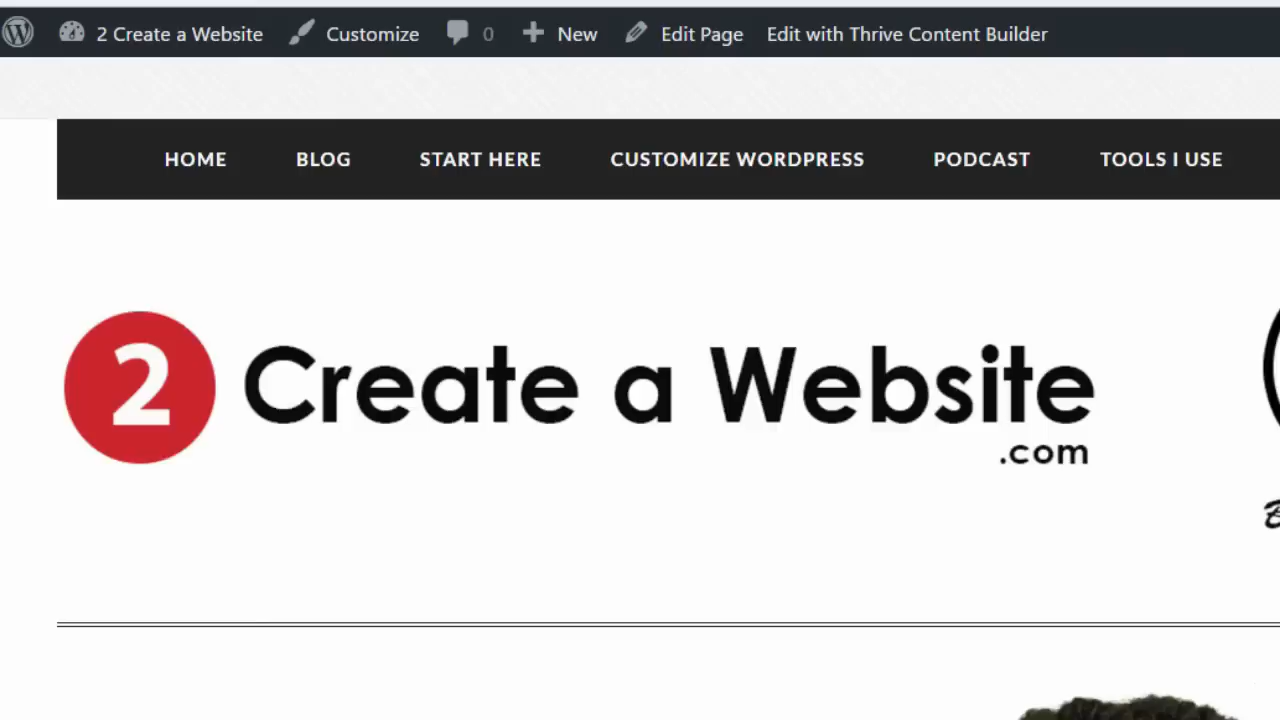 2 Create a Website Customize 0 New Edit Page Edit with Thrive Content Builder
HOME BLOG START HERE CUSTOMIZE WORDPRESS PODCAST TOOLS I USE
2 Create a Website
.com